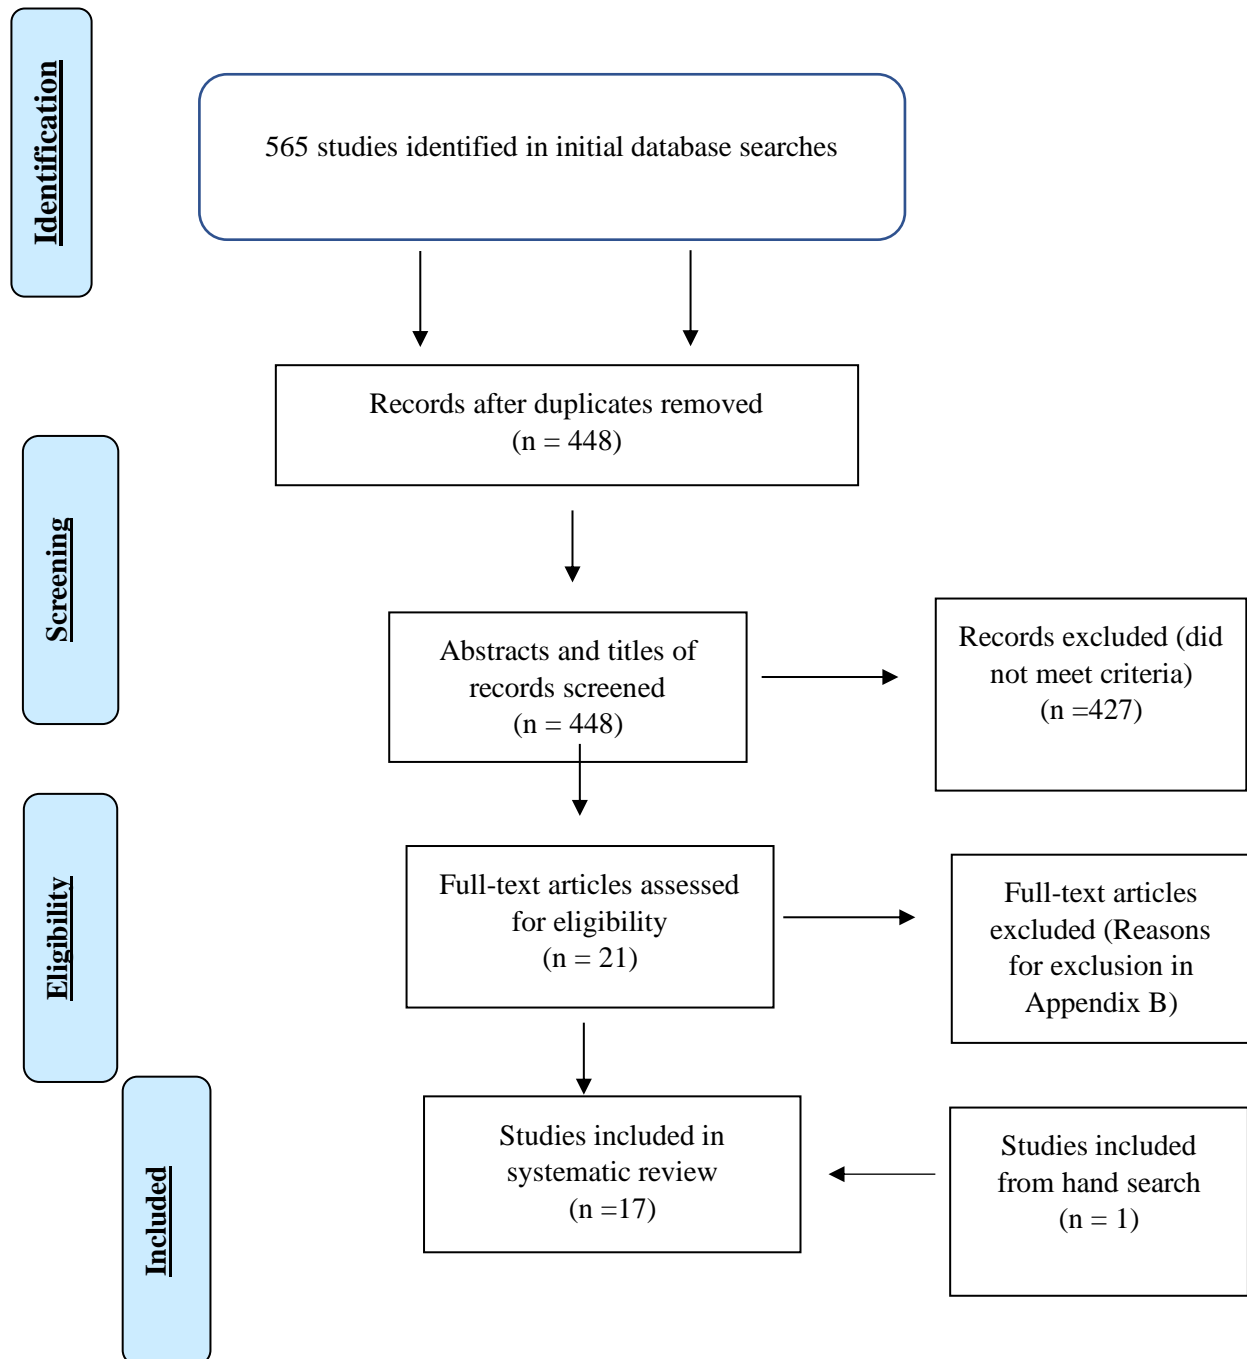 Identification
565 studies identified in initial database searches
Records after duplicates removed
(n = 448)
Screening
Abstracts and titles of
records screened
(n = 448)
Records excluded (did
not meet criteria)
(n =427)
Eligibility
Full-text articles assessed
for eligibility
(n = 21)
Full-text articles
excluded (Reasons
for exclusion in
Appendix B)
Included
Studies included in
systematic review
(n =17)
Studies included
from hand search
(n = 1)